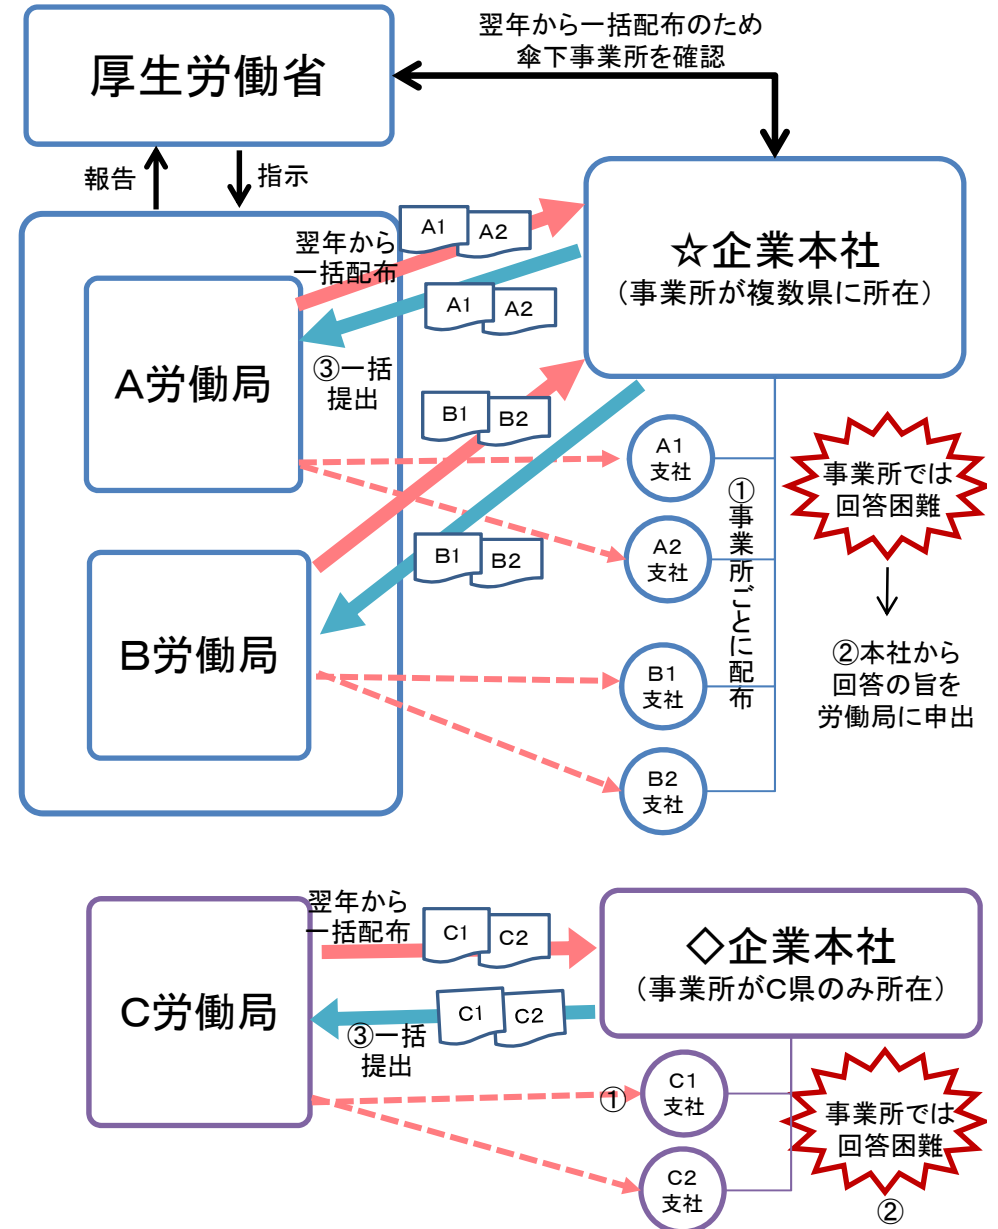 翌年から一括配布のため
傘下事業所を確認
厚生労働省
報告
指示
☆企業本社
（事業所が複数県に所在）
翌年から
一括配布
A1
A2
A1
A2
A労働局
③一括
提出
B1
B2
A1
支社
①事業所ごとに配布
事業所では
回答困難
A2
支社
B1
B2
B労働局
B1
支社
②本社から
回答の旨を
労働局に申出
B2
支社
翌年から
一括配布
C1
C2
◇企業本社
（事業所がC県のみ所在）
C労働局
C1
C2
③一括
提出
①
C1
支社
事業所では
回答困難
C2
支社
②